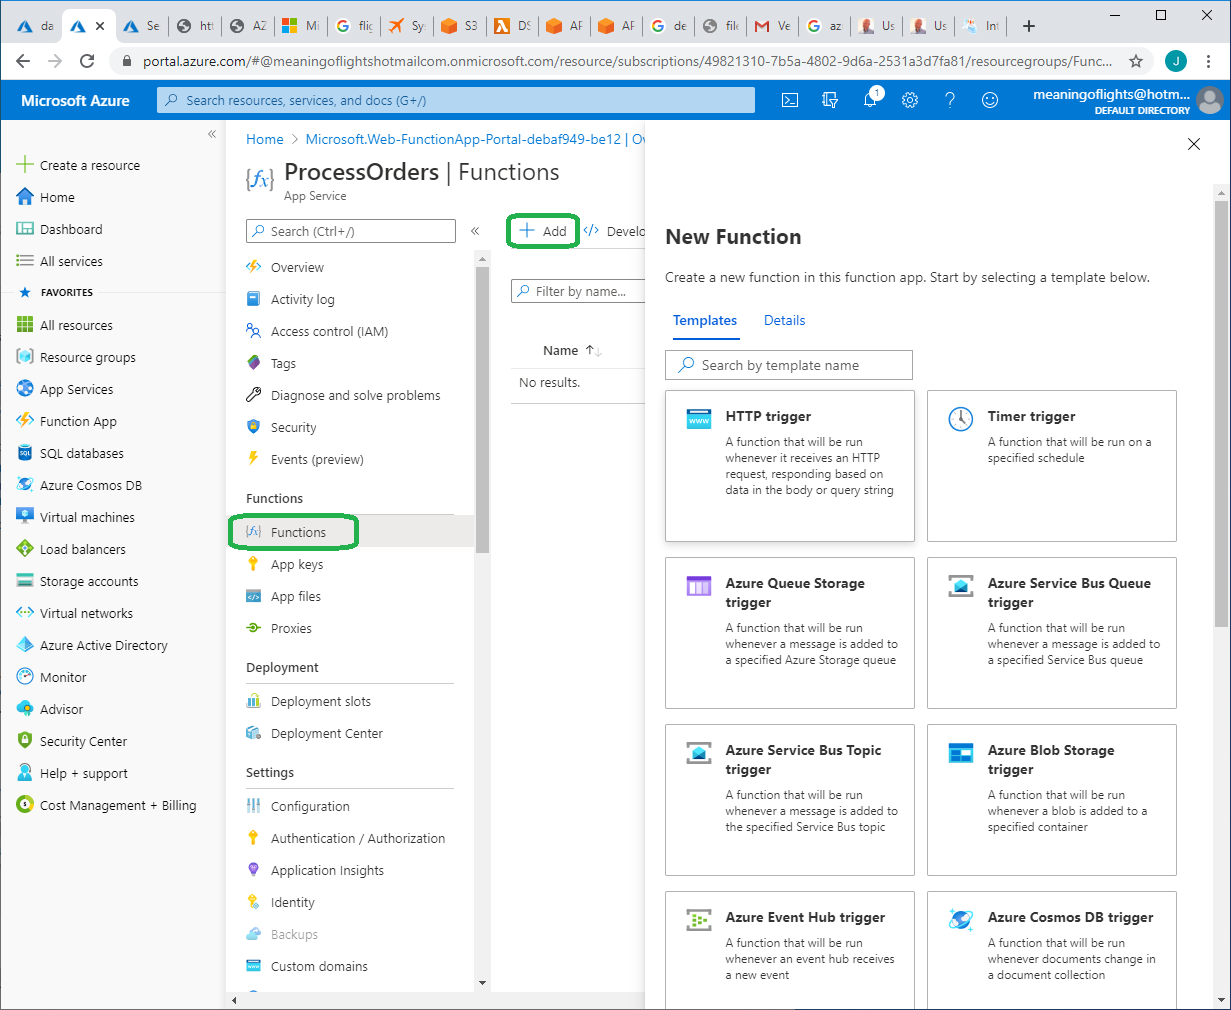 da
Se
htt
AZ
Mi
flig
Sy
S3
DS
AP
AP
de
file
Ve
az
Us
Us
Int
portal.azure.com/#@meaningoflightshotmailcom.onmicrosoft.com/resource/subscriptions/49821310-7b5a-4802-9d6a-2531a3d7fa81/resourcegroups/Func...
J
Microsoft Azure
Search resources, services, and docs (G+/)
1
meaningoflights@hotm...
DEFAULT DIRECTORY
Create a resource
Home
Dashboard
All services
FAVORITES
All resources
Resource groups
App Services
Function App
SQL databases
Azure Cosmos DB
Virtual machines
Load balancers
Storage accounts
Virtual networks
Azure Active Directory
Monitor
Advisor
Security Center
Help + support
Cost Management + Billing
Home > Microsoft.Web-FunctionApp-Portal-debaf949-be12 | Ov
ProcessOrders | Functions
App Service
Search (Ctrl+/)
Overview
Activity log
Access control (IAM)
Tags
Diagnose and solve problems
Security
Events (preview)
Functions
Functions
App keys
App files
Proxies
Deployment
Deployment slots
Deployment Center
Settings
Configuration
Authentication / Authorization
Application Insights
Identity
Backups
Custom domains
Add
Develo
Filter by name...
Name
No results.
New Function
Create a new function in this function app. Start by selecting a template below.
Templates
Details
Search by template name
HTTP trigger
A function that will be run
whenever it receives an HTTP
request, responding based on
data in the body or query string
Timer trigger
A function that will be run on a
specified schedule
Azure Queue Storage
trigger
A function that will be run
whenever a message is added to
a specified Azure Storage queue
Azure Service Bus Queue
trigger
A function that will be run
whenever a message is added to
a specified Service Bus queue
Azure Service Bus Topic
trigger
A function that will be run
whenever a message is added to
the specified Service Bus topic
Azure Blob Storage
trigger
A function that will be run
whenever a blob is added to a
specified container
Azure Event Hub trigger
A function that will be run
whenever an event hub receives
a new event
Azure Cosmos DB trigger
A function that will be run
whenever documents change in
a document collection